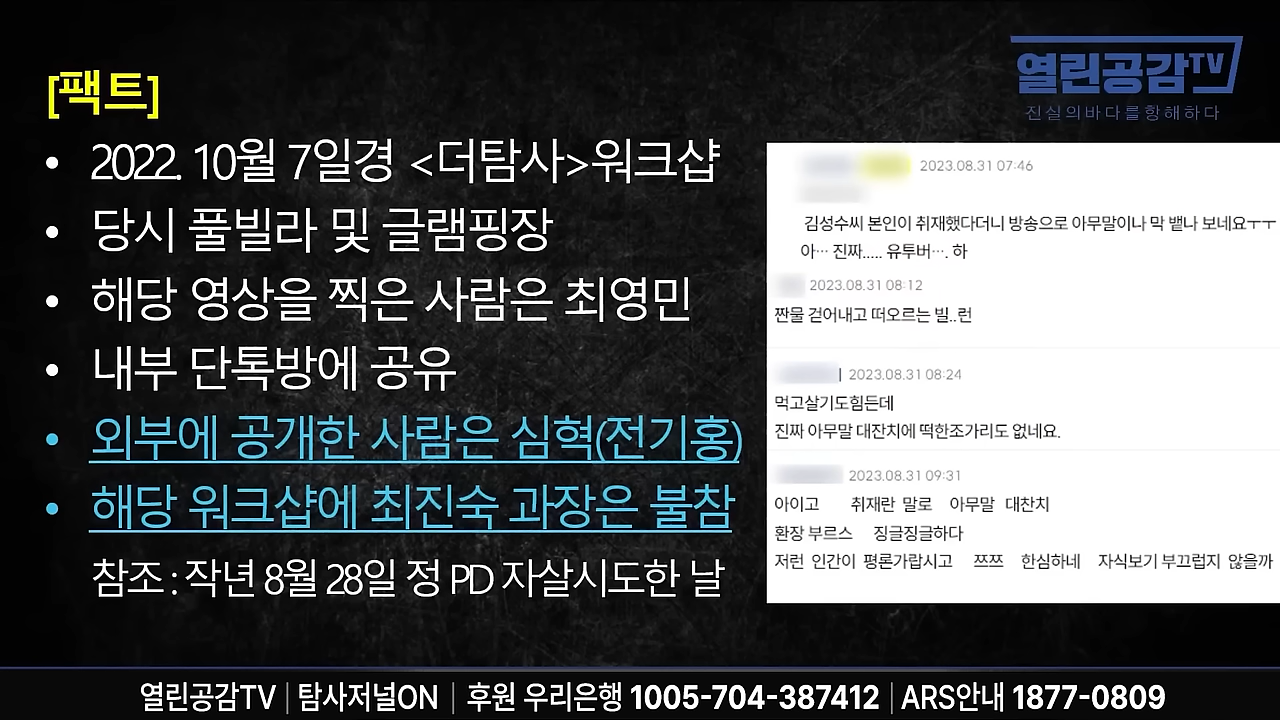 열린공감TV
진실의바다를항해하다
[팩트]
• 2022. 10월 7일경 <더탐사>워크샵
• 당시 풀빌라 및 글램핑장
• 해당 영상을 찍은 사람은 최영민
• 내부 단톡방에 공유
• 외부에 공개한 사람은 심혁(전기홍)
• 해당 워크샵에 최진숙 과장은 불참
참조 : 작년 8월 28일 정 PD 자살시도한 날
2023.08.31 07:46
김성수씨 본인이 취재했다더니 방송으로 아무말이나 막 뱉나 보네요ㅜㅜ
아… 진짜..... 유투버…. 하
2023.08.31 08:12
짠물 걷어내고 떠오르는 빌..런
2023.08.31 08:24
먹고살기도힘든데
진짜 아무말 대잔치에 떡한조가리도 없네요.
2023.08.31 09:31
아이고 취재란 말로 아무말 대잔치
환장 부르스 징글징글하다
저런 인간이 평론가랍시고 쯔쯔 한심하네 자식보기 부끄럽지 않을까
열린공감TV | 탐사저널ON | 후원 우리은행 1005-704-387412 | ARS안내 1877-0809